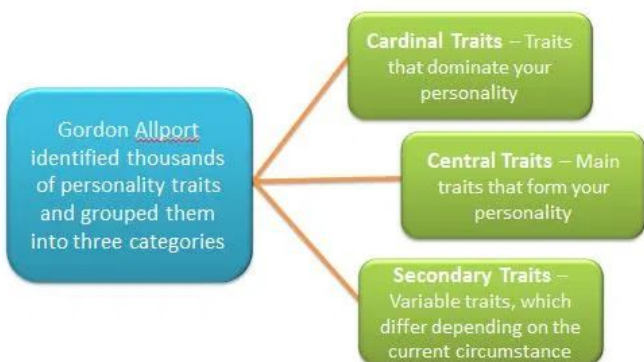 Gordon Allport
identified thousands
of personality traits
and grouped them
into three categories
Cardinal Traits – Traits
that dominate your
personality
Central Traits – Main
traits that form your
personality
Secondary Traits –
Variable traits, which
differ depending on the
current circumstance